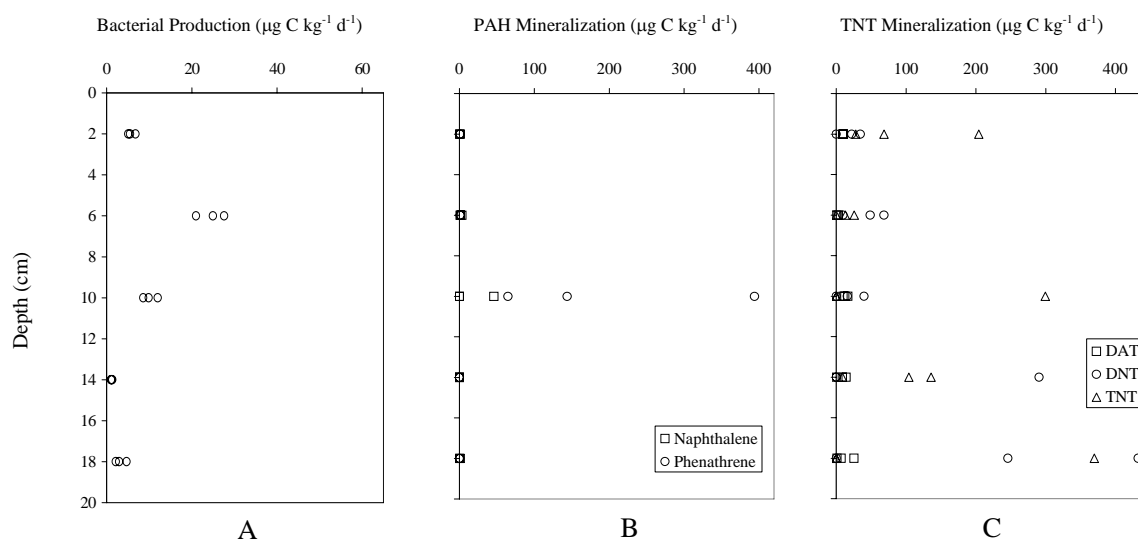 Bacterial Production (µg C kg⁻¹ d⁻¹)
PAH Mineralization (µg C kg⁻¹ d⁻¹)
TNT Mineralization (µg C kg⁻¹ d⁻¹)
0 20 40 60
0 100 200 300 400
0 100 200 300 400
0
2
4
6
8
10
12
14
16
18
20
Depth (cm)
Naphthalene
Phenathrene
DAT
DNT
TNT
A
B
C